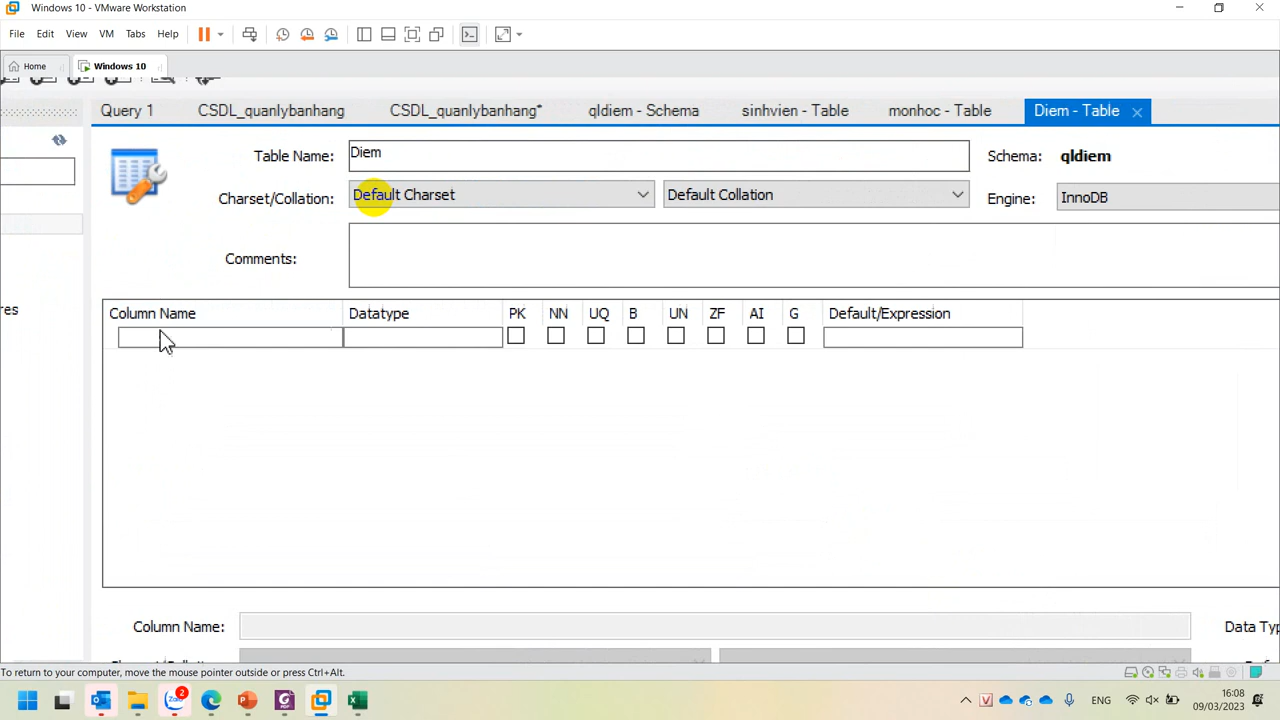 Windows 10 - VMware Workstation
File Edit View VM Tabs Help
Home Windows 10
Query 1 CSDL_quanlybanhang CSDL_quanlybanhang* qldiem - Schema sinhvien - Table monhoc - Table Diem - Table
Table Name: Diem Schema: qldiem
Charset/Collation: Default Charset Default Collation Engine: InnoDB
Comments:
res
Column Name Datatype PK NN UQ B UN ZF AI G Default/Expression
Column Name: Data Typ
To return to your computer, move the mouse pointer outside or press Ctrl+Alt.
Zalo 2 ENG 16:08
09/03/2023